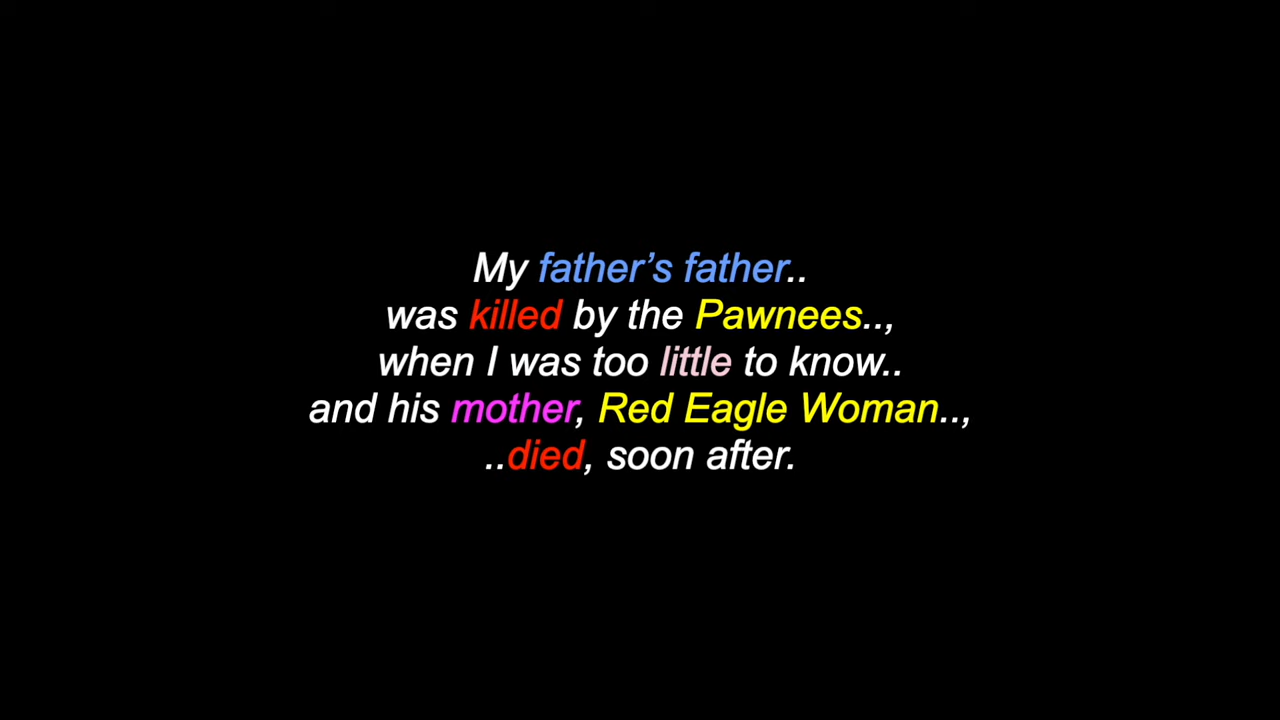 My father’s father..
was killed by the Pawnees..,
when I was too little to know..
and his mother, Red Eagle Woman..,
..died, soon after.